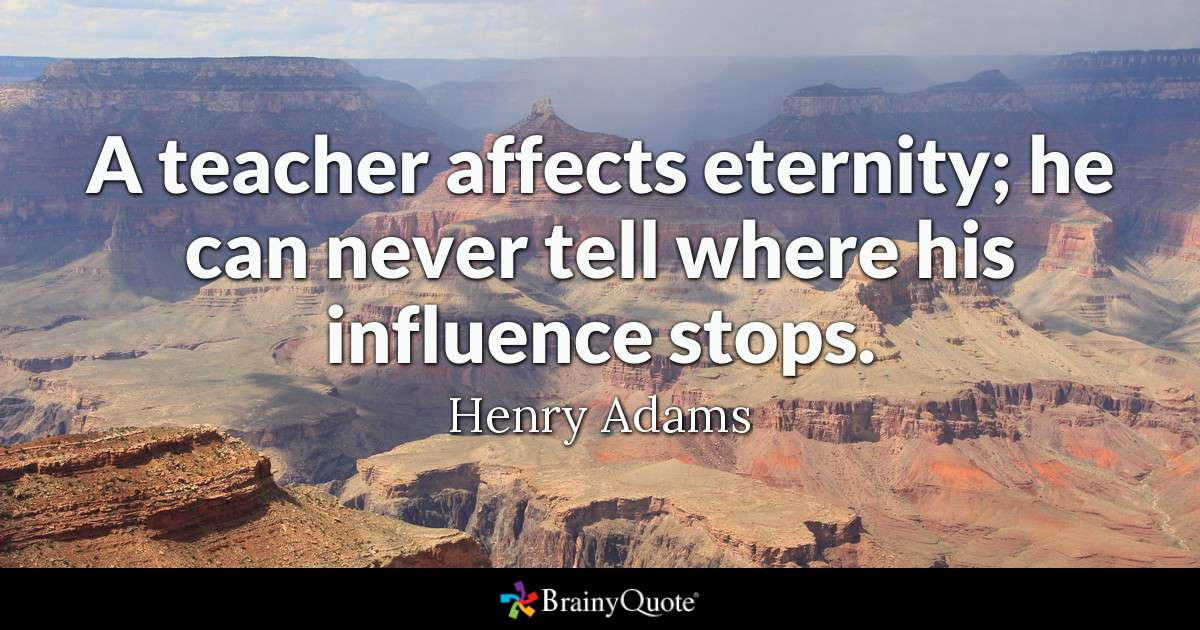 A teacher affects eternity; he
can never tell where his
influence stops.
Henry Adams
BrainyQuote®